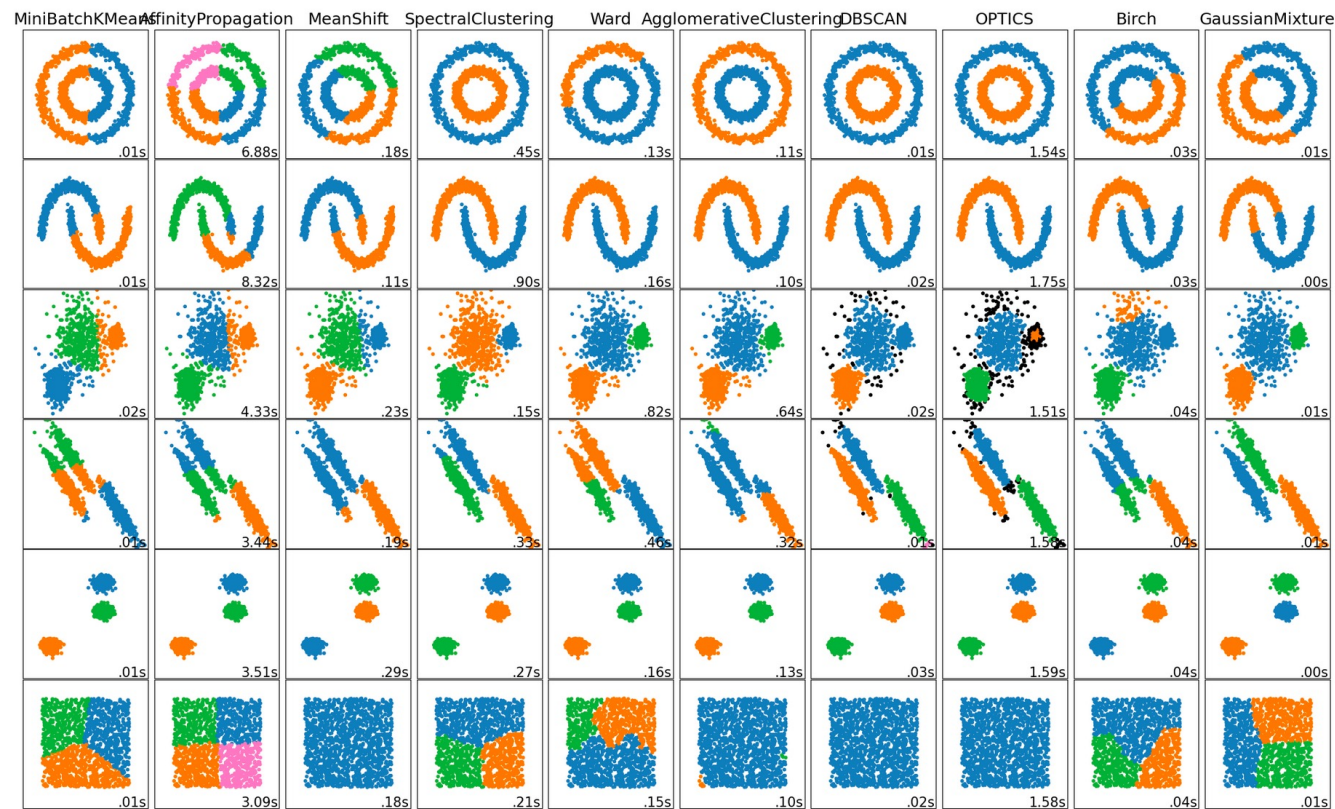 MiniBatchKMeans AffinityPropagation MeanShift SpectralClustering Ward AgglomerativeClustering DBSCAN OPTICS Birch GaussianMixture
.01s 6.88s .18s .45s .13s .11s .01s 1.54s .03s .01s
.01s 8.32s .11s .90s .16s .10s .02s 1.75s .03s .00s
.02s 4.33s .23s .15s .82s .64s .02s 1.51s .04s .01s
.01s 3.44s .19s .33s .46s .32s .01s 1.58s .04s .01s
.01s 3.51s .29s .27s .16s .13s .03s 1.59s .04s .00s
.01s 3.09s .18s .21s .15s .10s .02s 1.58s .04s .01s